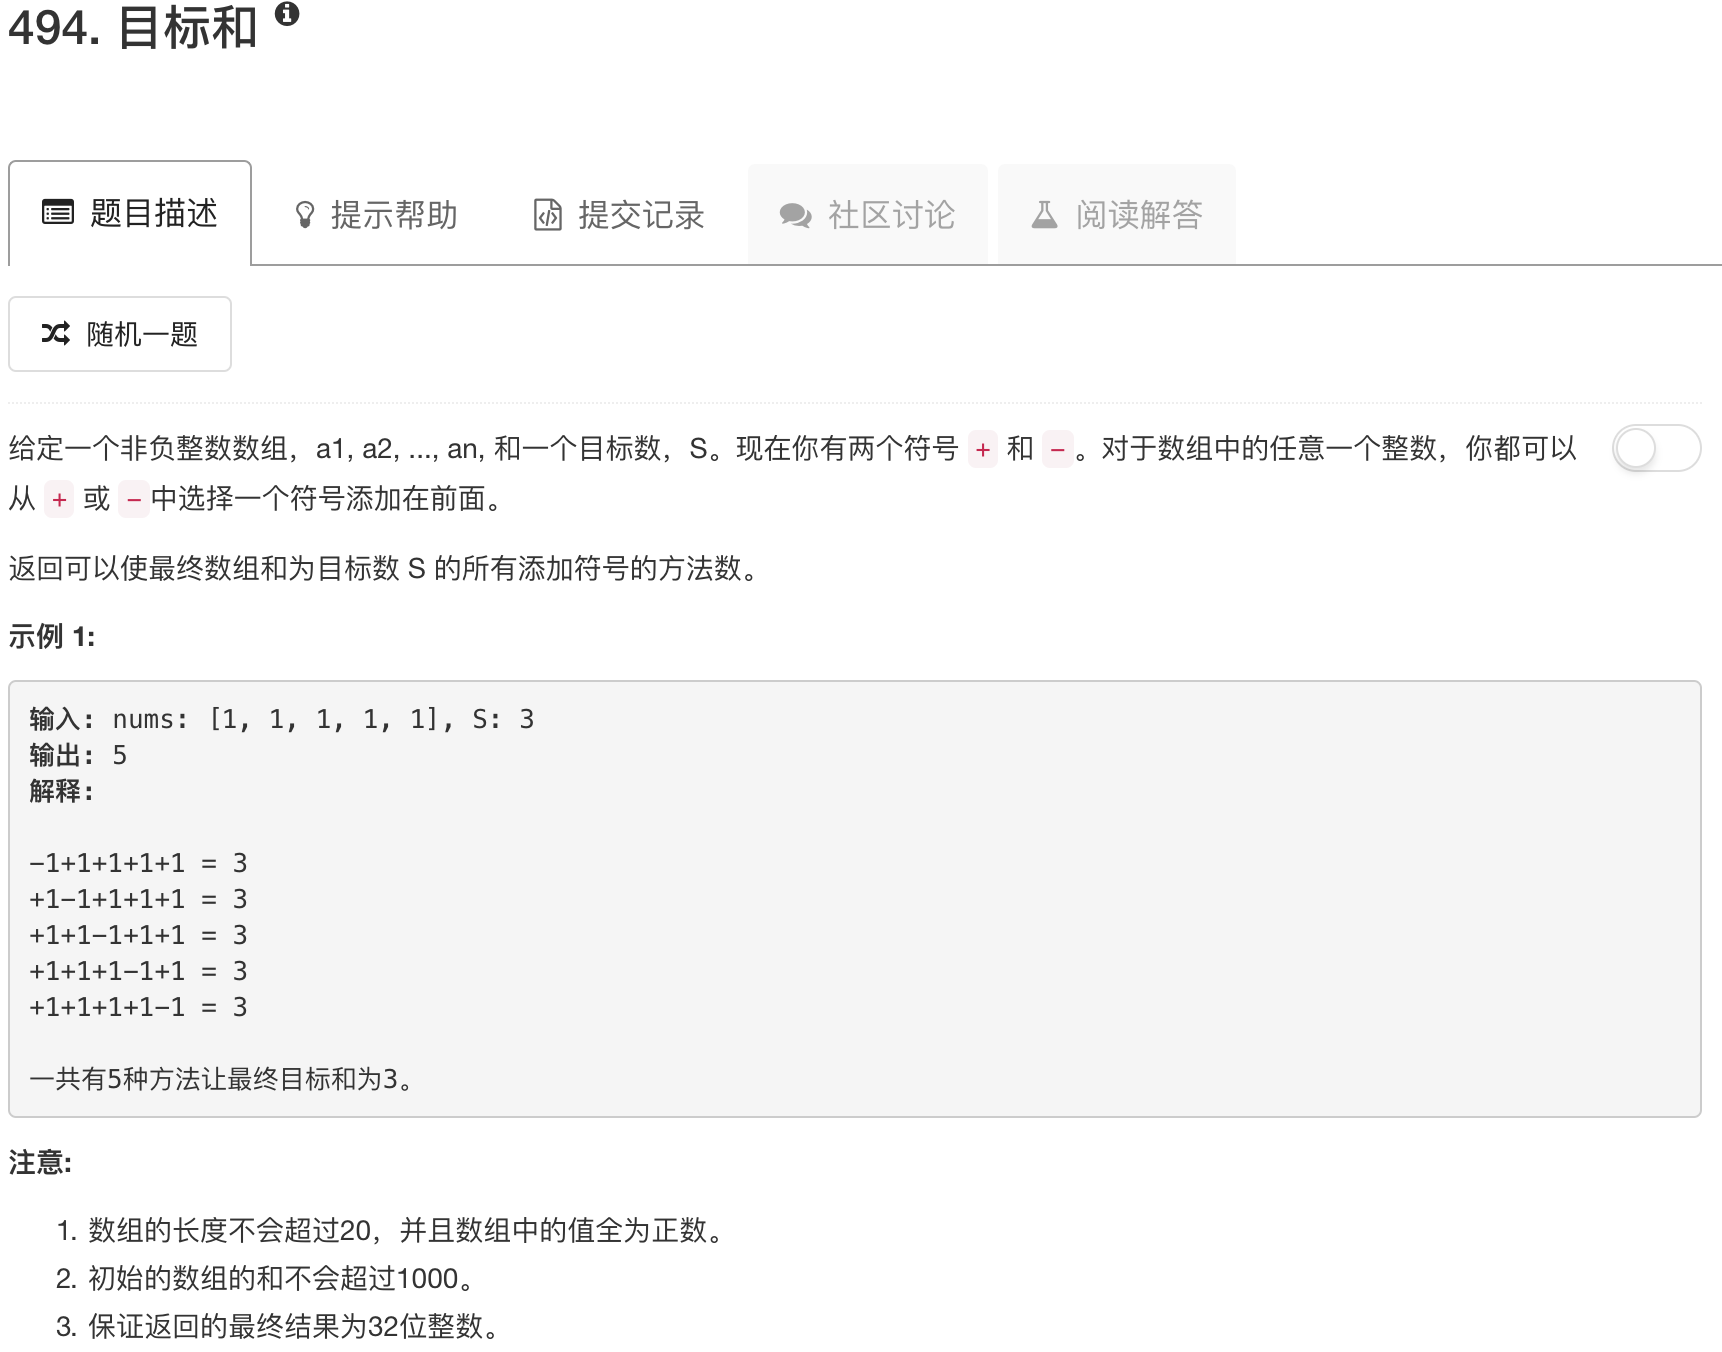 494. 目标和
题目描述
提示帮助
提交记录
社区讨论
阅读解答
随机一题
给定一个非负整数数组，a1, a2, ..., an, 和一个目标数，S。现在你有两个符号 + 和 -。对于数组中的任意一个整数，你都可以
从 + 或 -中选择一个符号添加在前面。
返回可以使最终数组和为目标数 S 的所有添加符号的方法数。
示例 1:
输入: nums: [1, 1, 1, 1, 1], S: 3
输出: 5
解释:
-1+1+1+1+1 = 3
+1-1+1+1+1 = 3
+1+1-1+1+1 = 3
+1+1+1-1+1 = 3
+1+1+1+1-1 = 3
一共有5种方法让最终目标和为3。
注意:
1. 数组的长度不会超过20，并且数组中的值全为正数。
2. 初始的数组的和不会超过1000。
3. 保证返回的最终结果为32位整数。